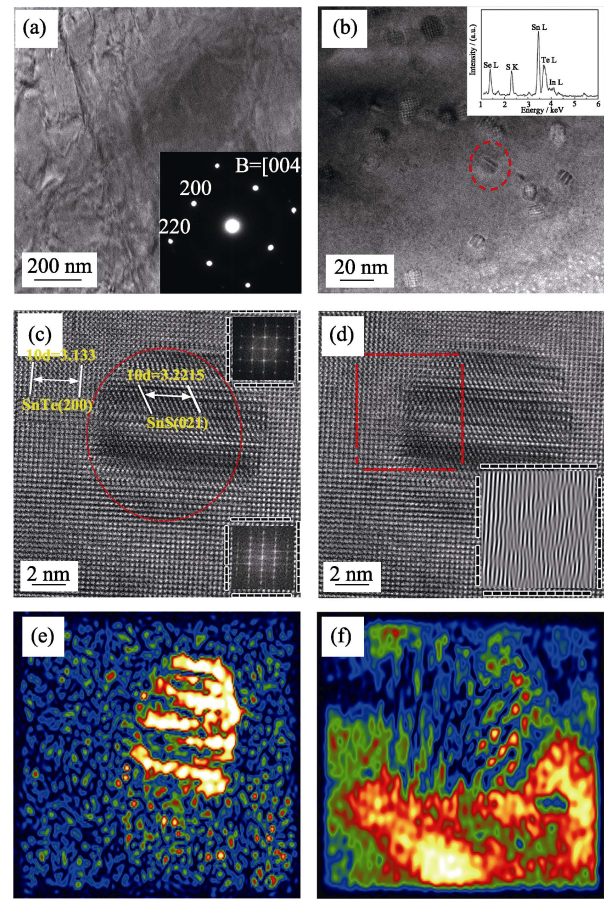 (a)
B=[004
200
220
200 nm
(b)
Intensity / (a.u.)
Se L
S K
Sn L
Te L
In L
1 2 3 4 5 6
Energy / keV
20 nm
(c)
10d=3.133
SnTe(200)
10d=3.2215
SnS(021)
2 nm
(d)
2 nm
(e)
(f)